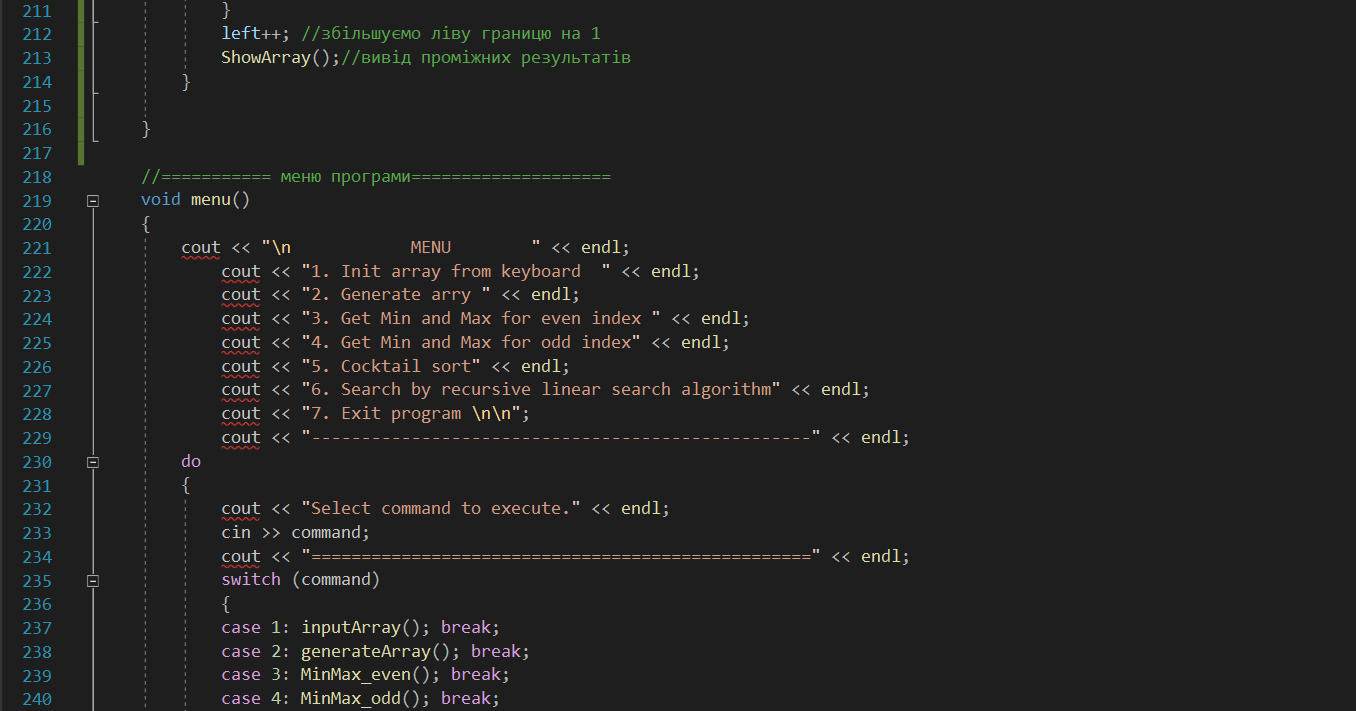 211 }
212 left++; //збільшуємо ліву границю на 1
213 ShowArray();//вивід проміжних результатів
214 }
215
216 }
217
218 //=========== меню програми====================
219 void menu()
220 {
221 cout << "\n            MENU        " << endl;
222 cout << "1. Init array from keyboard  " << endl;
223 cout << "2. Generate arry " << endl;
224 cout << "3. Get Min and Max for even index " << endl;
225 cout << "4. Get Min and Max for odd index" << endl;
226 cout << "5. Cocktail sort" << endl;
227 cout << "6. Search by recursive linear search algorithm" << endl;
228 cout << "7. Exit program \n\n";
229 cout << "--------------------------------------------------" << endl;
230 do
231 {
232 cout << "Select command to execute." << endl;
233 cin >> command;
234 cout << "==================================================" << endl;
235 switch (command)
236 {
237 case 1: inputArray(); break;
238 case 2: generateArray(); break;
239 case 3: MinMax_even(); break;
240 case 4: MinMax_odd(); break;